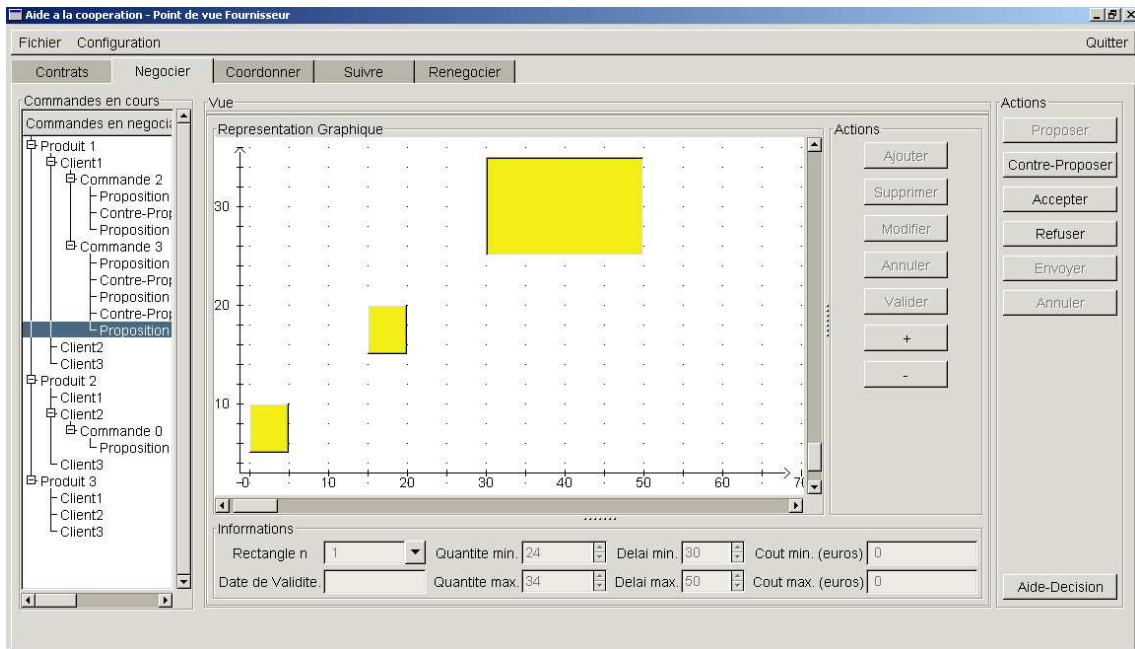 Aide a la cooperation - Point de vue Fournisseur
Fichier Configuration Quitter
Contrats Negocier Coordonner Suivre Renegocier
Commandes en cours
Commandes en negocia
Produit 1
Client1
Commande 2
Proposition
Contre-Prop
Proposition
Commande 3
Proposition
Contre-Prop
Proposition
Contre-Prop
Proposition
Client2
Client3
Produit 2
Client1
Client2
Commande 0
Proposition
Client3
Produit 3
Client1
Client2
Client3
Vue
Representation Graphique
30
20
10
0 10 20 30 40 50 60 70
Actions
Ajouter
Supprimer
Modifier
Annuler
Valider
+
-
Informations
Rectangle n 1 Quantite min. 24 Delai min. 30 Cout min. (euros) 0
Date de Validite. Quantite max. 34 Delai max. 50 Cout max. (euros) 0
Actions
Proposer
Contre-Proposer
Accepter
Refuser
Envoyer
Annuler
Aide-Decision